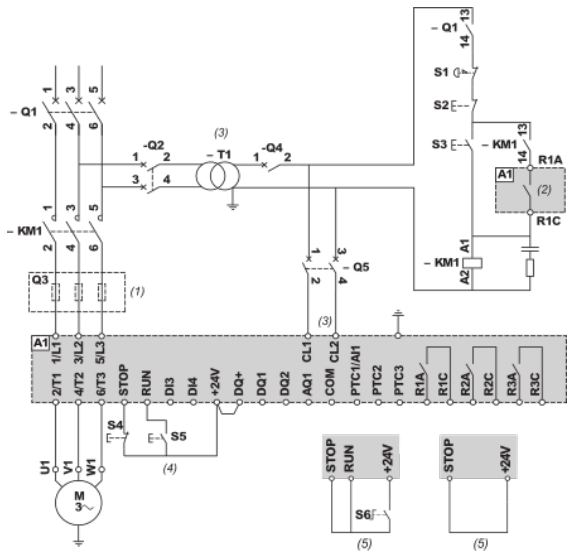 13
– Q1
14
S1
S2
S3
13
– KM1
14
R1A
A1
(2)
R1C
A1
– KM1
A2
1 3 5
– Q1
2 4 6
-Q2
1 2
3 4
(3)
– T1
– Q4
1 2
1 3 5
– KM1
2 4 6
Q3
(1)
1 3
– Q5
2 4
(3)
A1
1/L1 3/L2 5/L3 CL1 CL2
2/T1 4/T2 6/T3 STOP RUN DI3 DI4 +24V DQ+ DQ1 DQ2 AQ1 COM PTC1/AI1 PTC2 PTC3 R1A R1C R2A R2C R3A R3C
S4 S5
(4)
U1 V1 W1
M
3
STOP RUN +24V
S6
(5)
STOP +24V
(5)